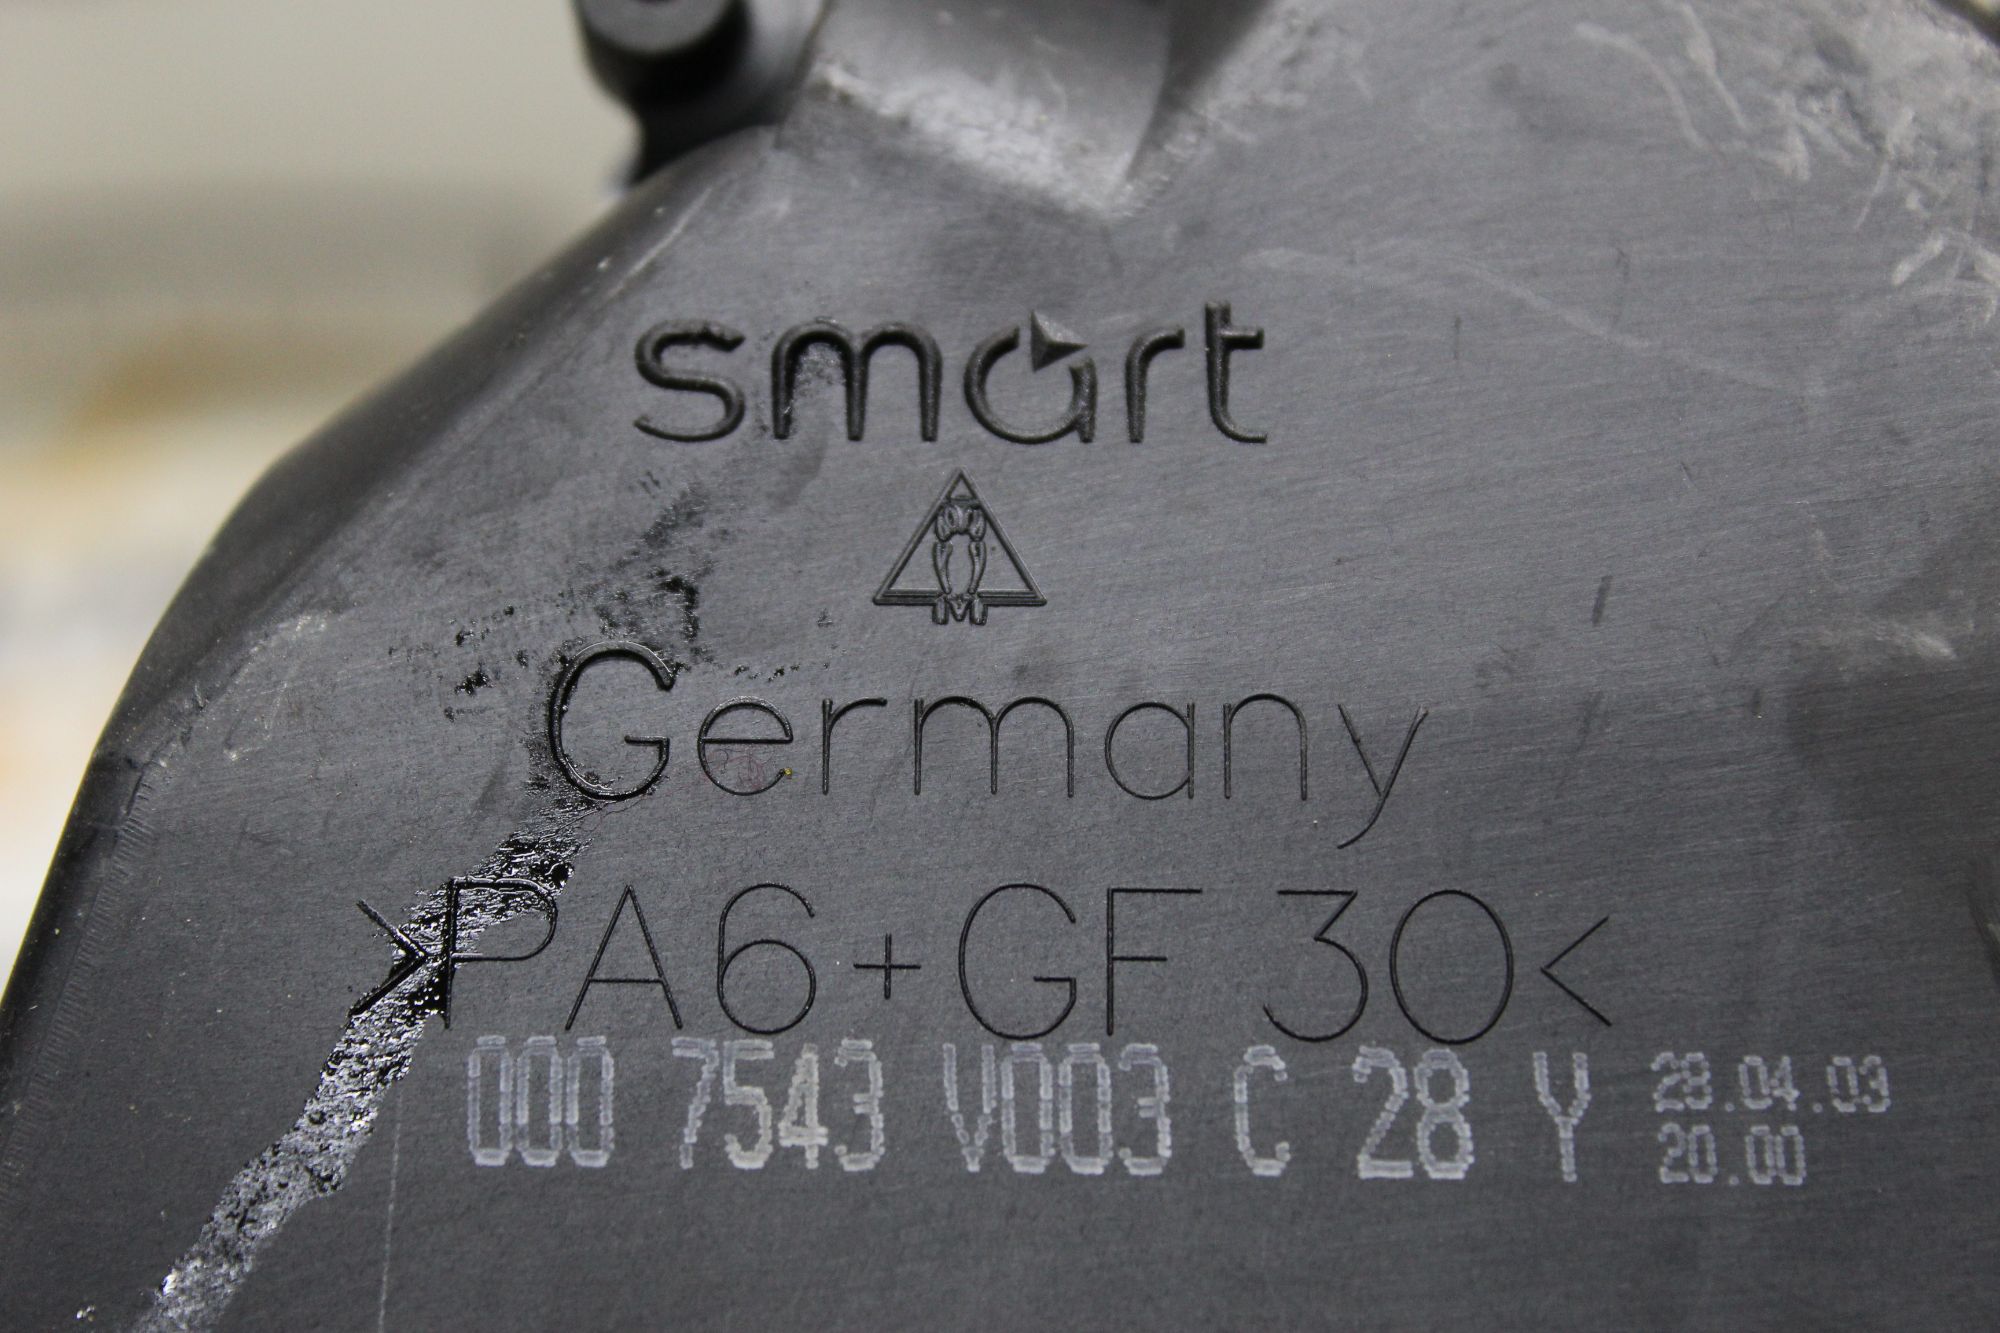 smart
Germany
>PA6+GF 30<
000 7543 V003 C 28 Y 28.04.03
20.00